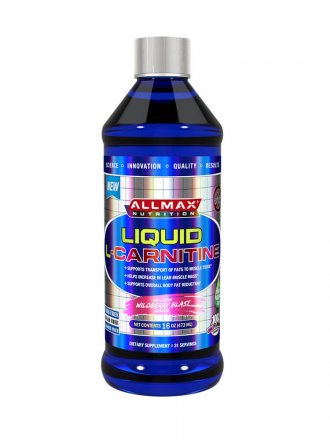 SCIENCE • INNOVATION • QUALITY • RESULTS
NEW
ALLMAX
NUTRITION
LIQUID
L-CARNITINE
• SUPPORTS TRANSPORT OF FATS TO MUSCLE TISSUE*
• HELPS INCREASE IN LEAN MUSCLE MASS*
• SUPPORTS OVERALL BODY FAT REDUCTION*
WILDBERRY BLAST
FLAVOR
NET CONTENTS 16 OZ (473 ML)
DIETARY SUPPLEMENT • 31 SERVINGS